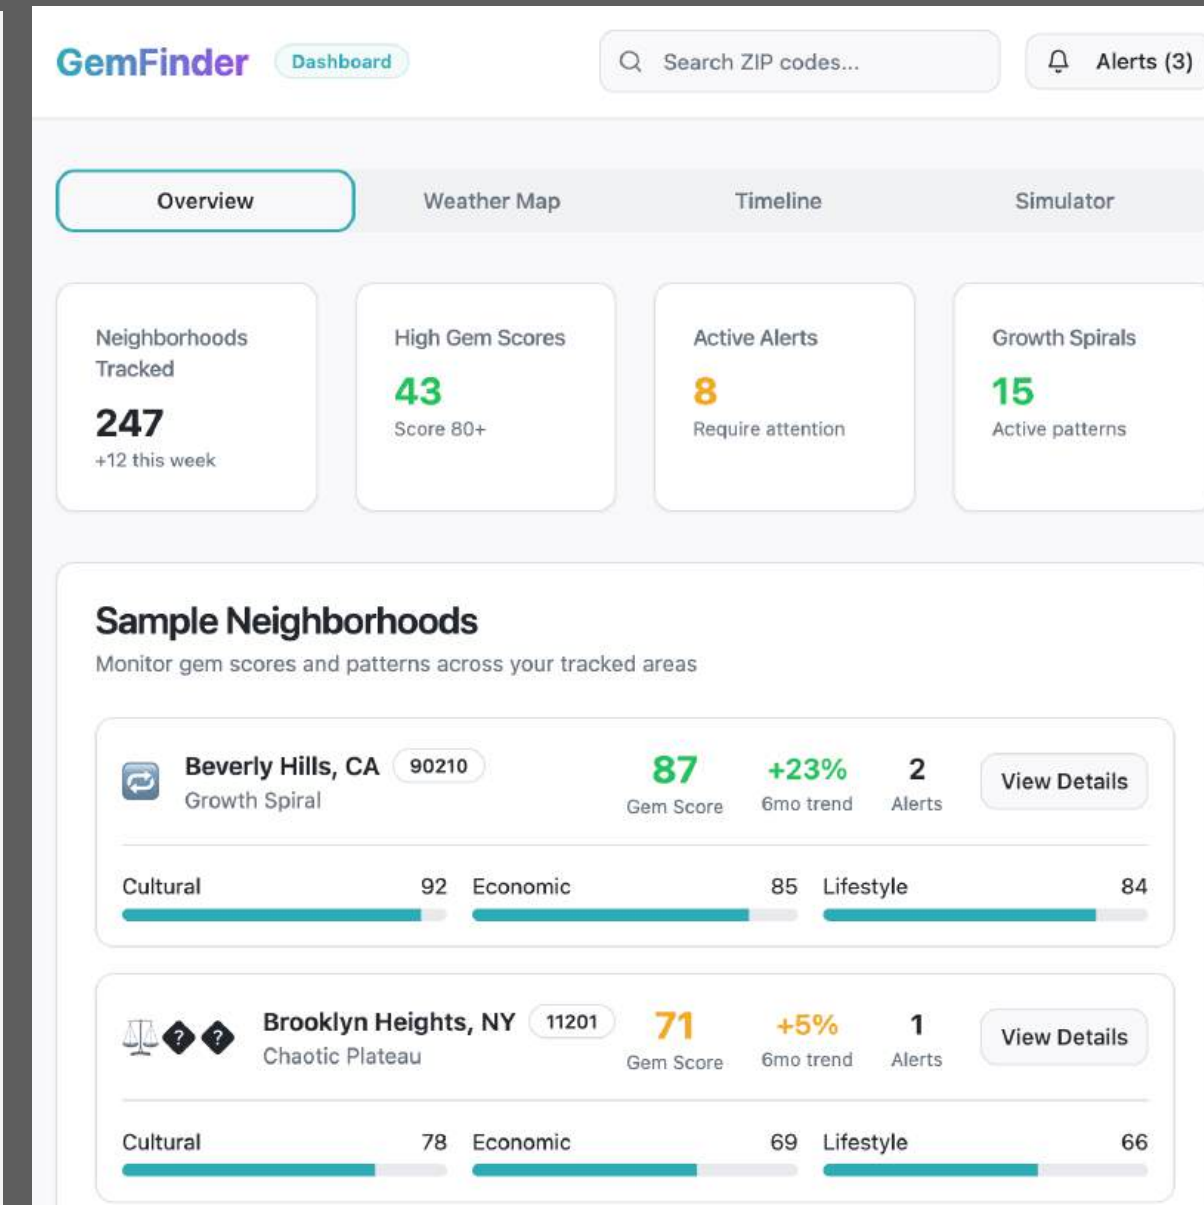 GemFinder Dashboard Search ZIP codes... Alerts (3)
Overview Weather Map Timeline Simulator
Neighborhoods
Tracked
247
+12 this week
High Gem Scores
43
Score 80+
Active Alerts
8
Require attention
Growth Spirals
15
Active patterns
Sample Neighborhoods
Monitor gem scores and patterns across your tracked areas
Beverly Hills, CA 90210
Growth Spiral
87
Gem Score
+23%
6mo trend
2
Alerts
View Details
Cultural 92 Economic 85 Lifestyle 84
? ?
Brooklyn Heights, NY 11201
Chaotic Plateau
71
Gem Score
+5%
6mo trend
1
Alerts
View Details
Cultural 78 Economic 69 Lifestyle 66